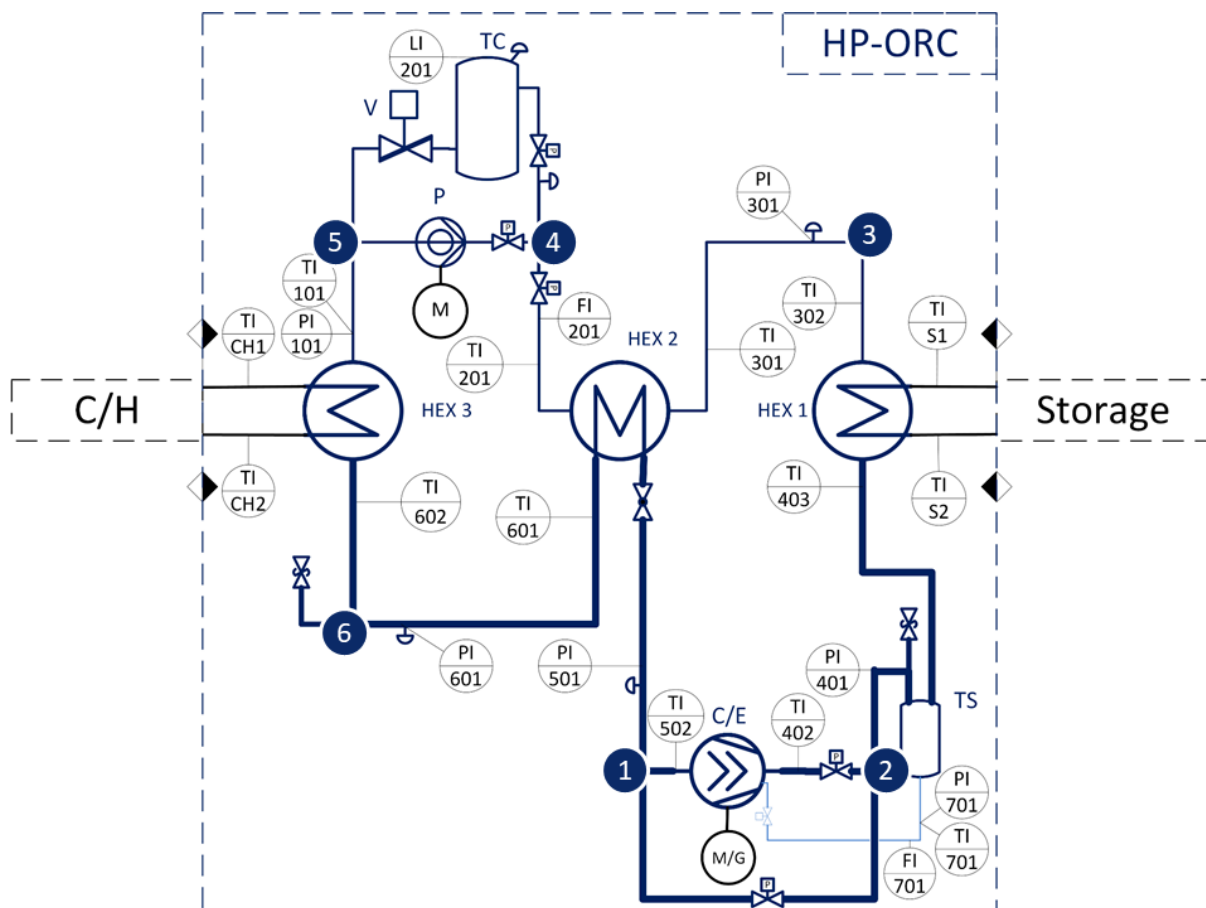 HP-ORC
LI
201
TC
V
P
PI
301
5
4
3
TI
101
TI
302
M
FI
201
TI
CH1
PI
101
TI
S1
HEX 2
TI
301
TI
201
C/H
HEX 3
HEX 1
Storage
TI
CH2
TI
602
TI
601
TI
403
TI
S2
6
PI
601
PI
501
PI
401
TI
502
C/E
TI
402
TS
1
P
2
PI
701
M/G
TI
701
FI
701
P
P
P
P
P